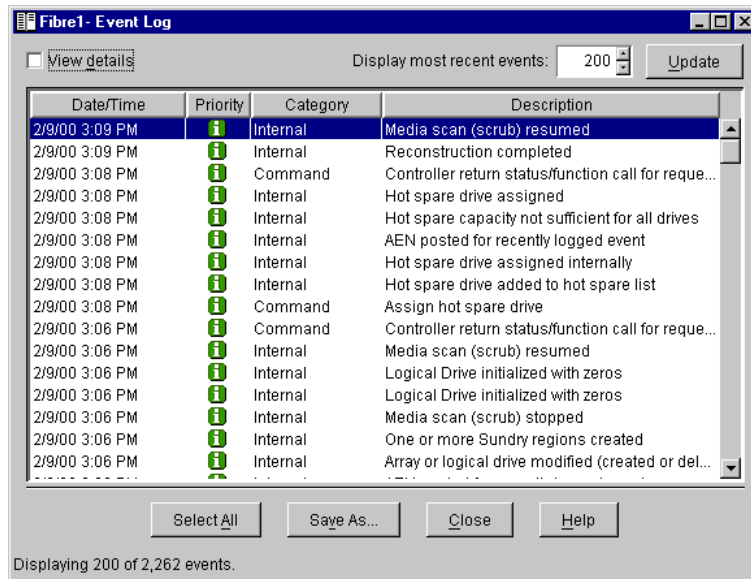 Fibre1- Event Log
View details Display most recent events: 200 Update
Date/Time Priority Category Description
2/9/00 3:09 PM Internal Media scan (scrub) resumed
2/9/00 3:09 PM Internal Reconstruction completed
2/9/00 3:08 PM Command Controller return status/function call for reque...
2/9/00 3:08 PM Internal Hot spare drive assigned
2/9/00 3:08 PM Internal Hot spare capacity not sufficient for all drives
2/9/00 3:08 PM Internal AEN posted for recently logged event
2/9/00 3:08 PM Internal Hot spare drive assigned internally
2/9/00 3:08 PM Internal Hot spare drive added to hot spare list
2/9/00 3:08 PM Command Assign hot spare drive
2/9/00 3:06 PM Command Controller return status/function call for reque...
2/9/00 3:06 PM Internal Media scan (scrub) resumed
2/9/00 3:06 PM Internal Logical Drive initialized with zeros
2/9/00 3:06 PM Internal Logical Drive initialized with zeros
2/9/00 3:06 PM Internal Media scan (scrub) stopped
2/9/00 3:06 PM Internal One or more Sundry regions created
2/9/00 3:06 PM Internal Array or logical drive modified (created or del...
Select All Save As... Close Help
Displaying 200 of 2,262 events.